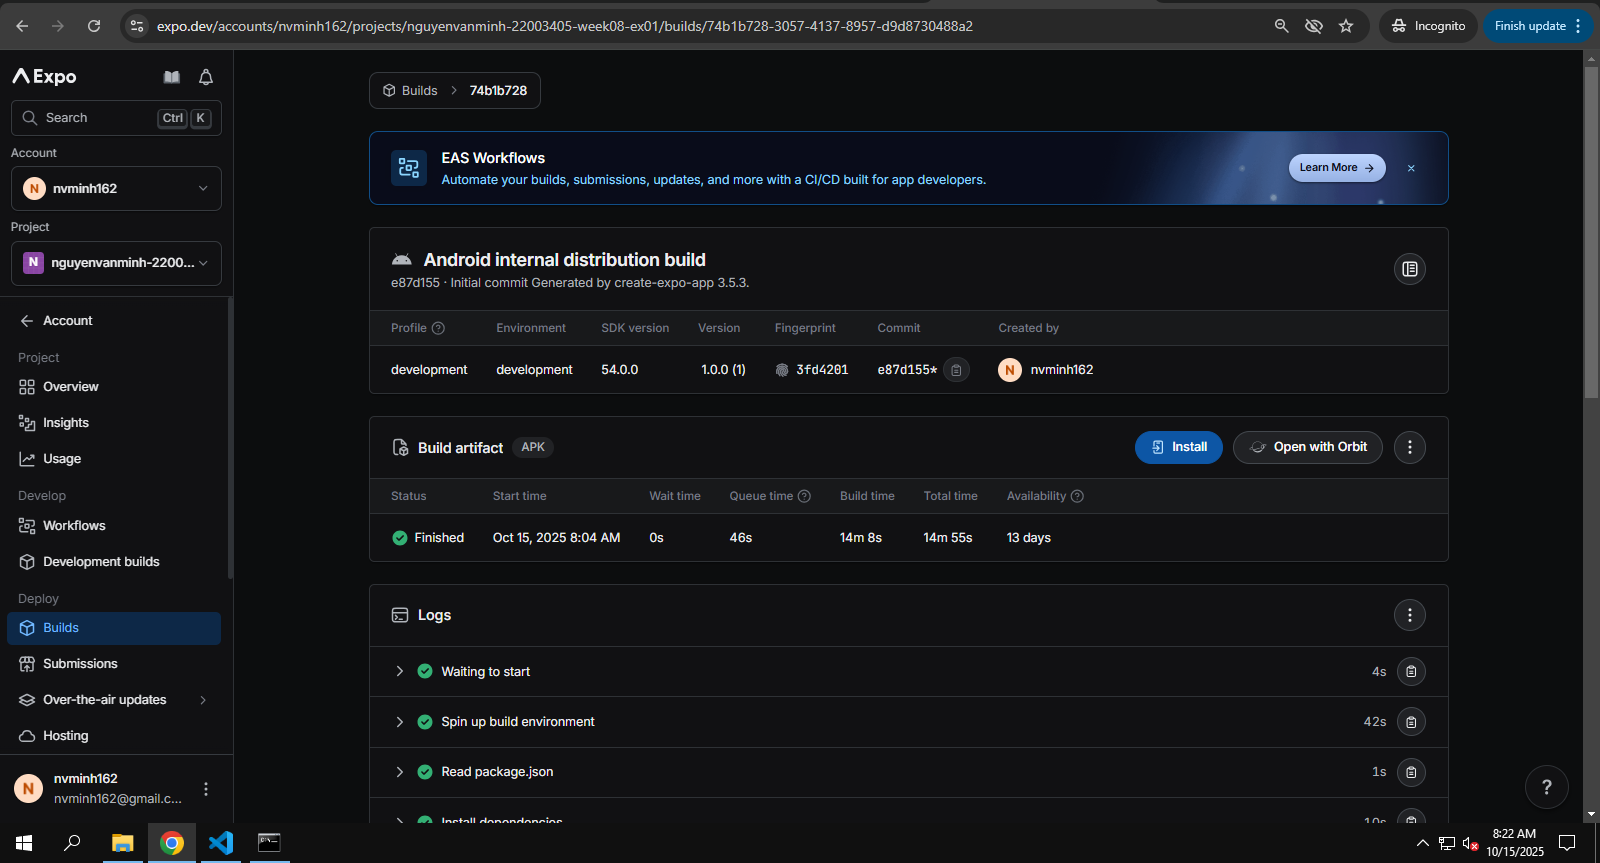 expo.dev/accounts/nvminh162/projects/nguyenvanminh-22003405-week08-ex01/builds/74b1b728-3057-4137-8957-d9d8730488a2
Incognito
Finish update
Expo
Search Ctrl K
Account
N nvminh162
Project
N nguyenvanminh-2200...
Account
Project
Overview
Insights
Usage
Develop
Workflows
Development builds
Deploy
Builds
Submissions
Over-the-air updates
Hosting
N nvminh162
nvminh162@gmail.c...
Builds 74b1b728
EAS Workflows
Automate your builds, submissions, updates, and more with a CI/CD built for app developers.
Learn More
Android internal distribution build
e87d155 · Initial commit Generated by create-expo-app 3.5.3.
Profile Environment SDK version Version Fingerprint Commit Created by
development development 54.0.0 1.0.0 (1) 3fd4201 e87d155* N nvminh162
Build artifact APK Install Open with Orbit
Status Start time Wait time Queue time Build time Total time Availability
Finished Oct 15, 2025 8:04 AM 0s 46s 14m 8s 14m 55s 13 days
Logs
Waiting to start 4s
Spin up build environment 42s
Read package.json 1s
Install dependencies 10s
?
8:22 AM
10/15/2025